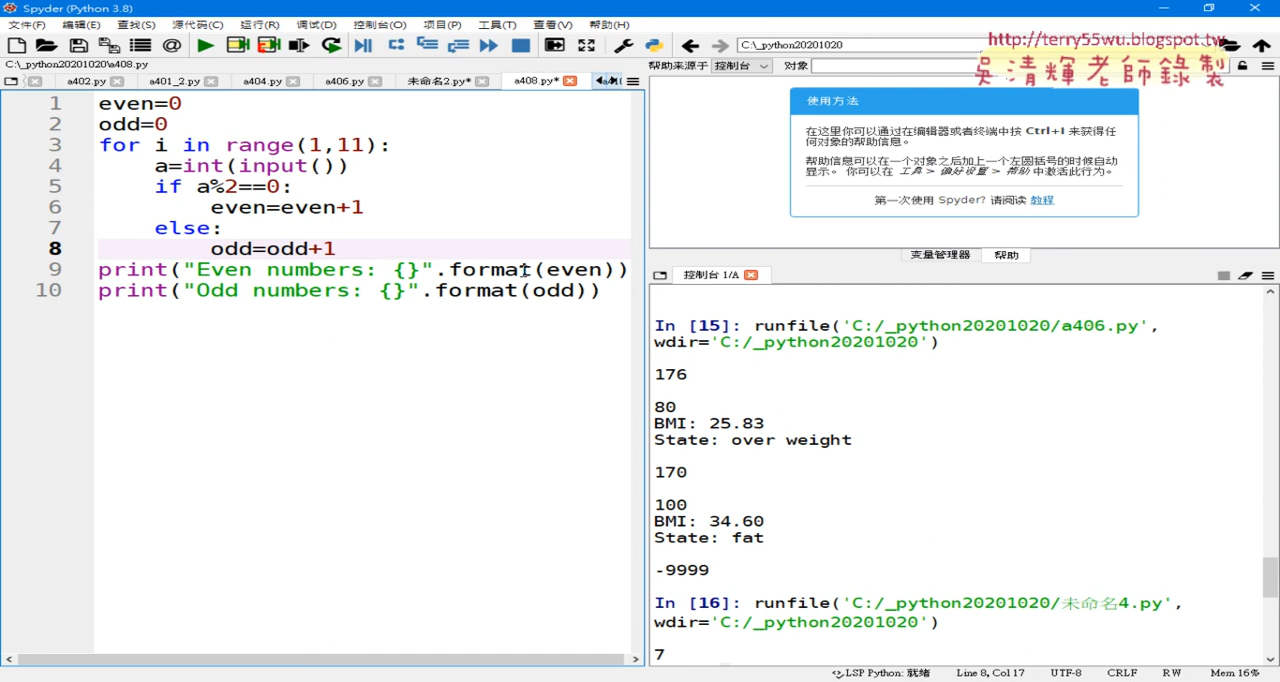 Spyder (Python 3.8)
文件(F) 编辑(E) 查找(S) 源代码(C) 运行(R) 调试(D) 控制台(O) 项目(P) 工具(T) 查看(V) 帮助(H)
C:\_python20201020
http://terry55wu.blogspot.tw
吳清輝老師錄製
C:\_python20201020\a408.py
帮助来源于 控制台 对象
a402.py a401_2.py a404.py a406.py 未命名2.py* a408.py*
1 even=0
2 odd=0
3 for i in range(1,11):
4 a=int(input())
5 if a%2==0:
6 even=even+1
7 else:
8 odd=odd+1
9 print("Even numbers: {}".format(even))
10 print("Odd numbers: {}".format(odd))
使用方法
在这里你可以通过在编辑器或者终端中按 Ctrl+I 来获得任
何对象的帮助信息。
帮助信息可以在一个对象之后加上一个左圆括号的时候自动
显示。 你可以在 工具 > 偏好设置 > 帮助 中激活此行为。
第一次使用 Spyder? 请阅读 教程
变量管理器 帮助
控制台 1/A
In [15]: runfile('C:/_python20201020/a406.py',
wdir='C:/_python20201020')
176
80
BMI: 25.83
State: over weight
170
100
BMI: 34.60
State: fat
-9999
In [16]: runfile('C:/_python20201020/未命名4.py',
wdir='C:/_python20201020')
7
LSP Python: 就绪 Line 8, Col 17 UTF-8 CRLF RW Mem 16%